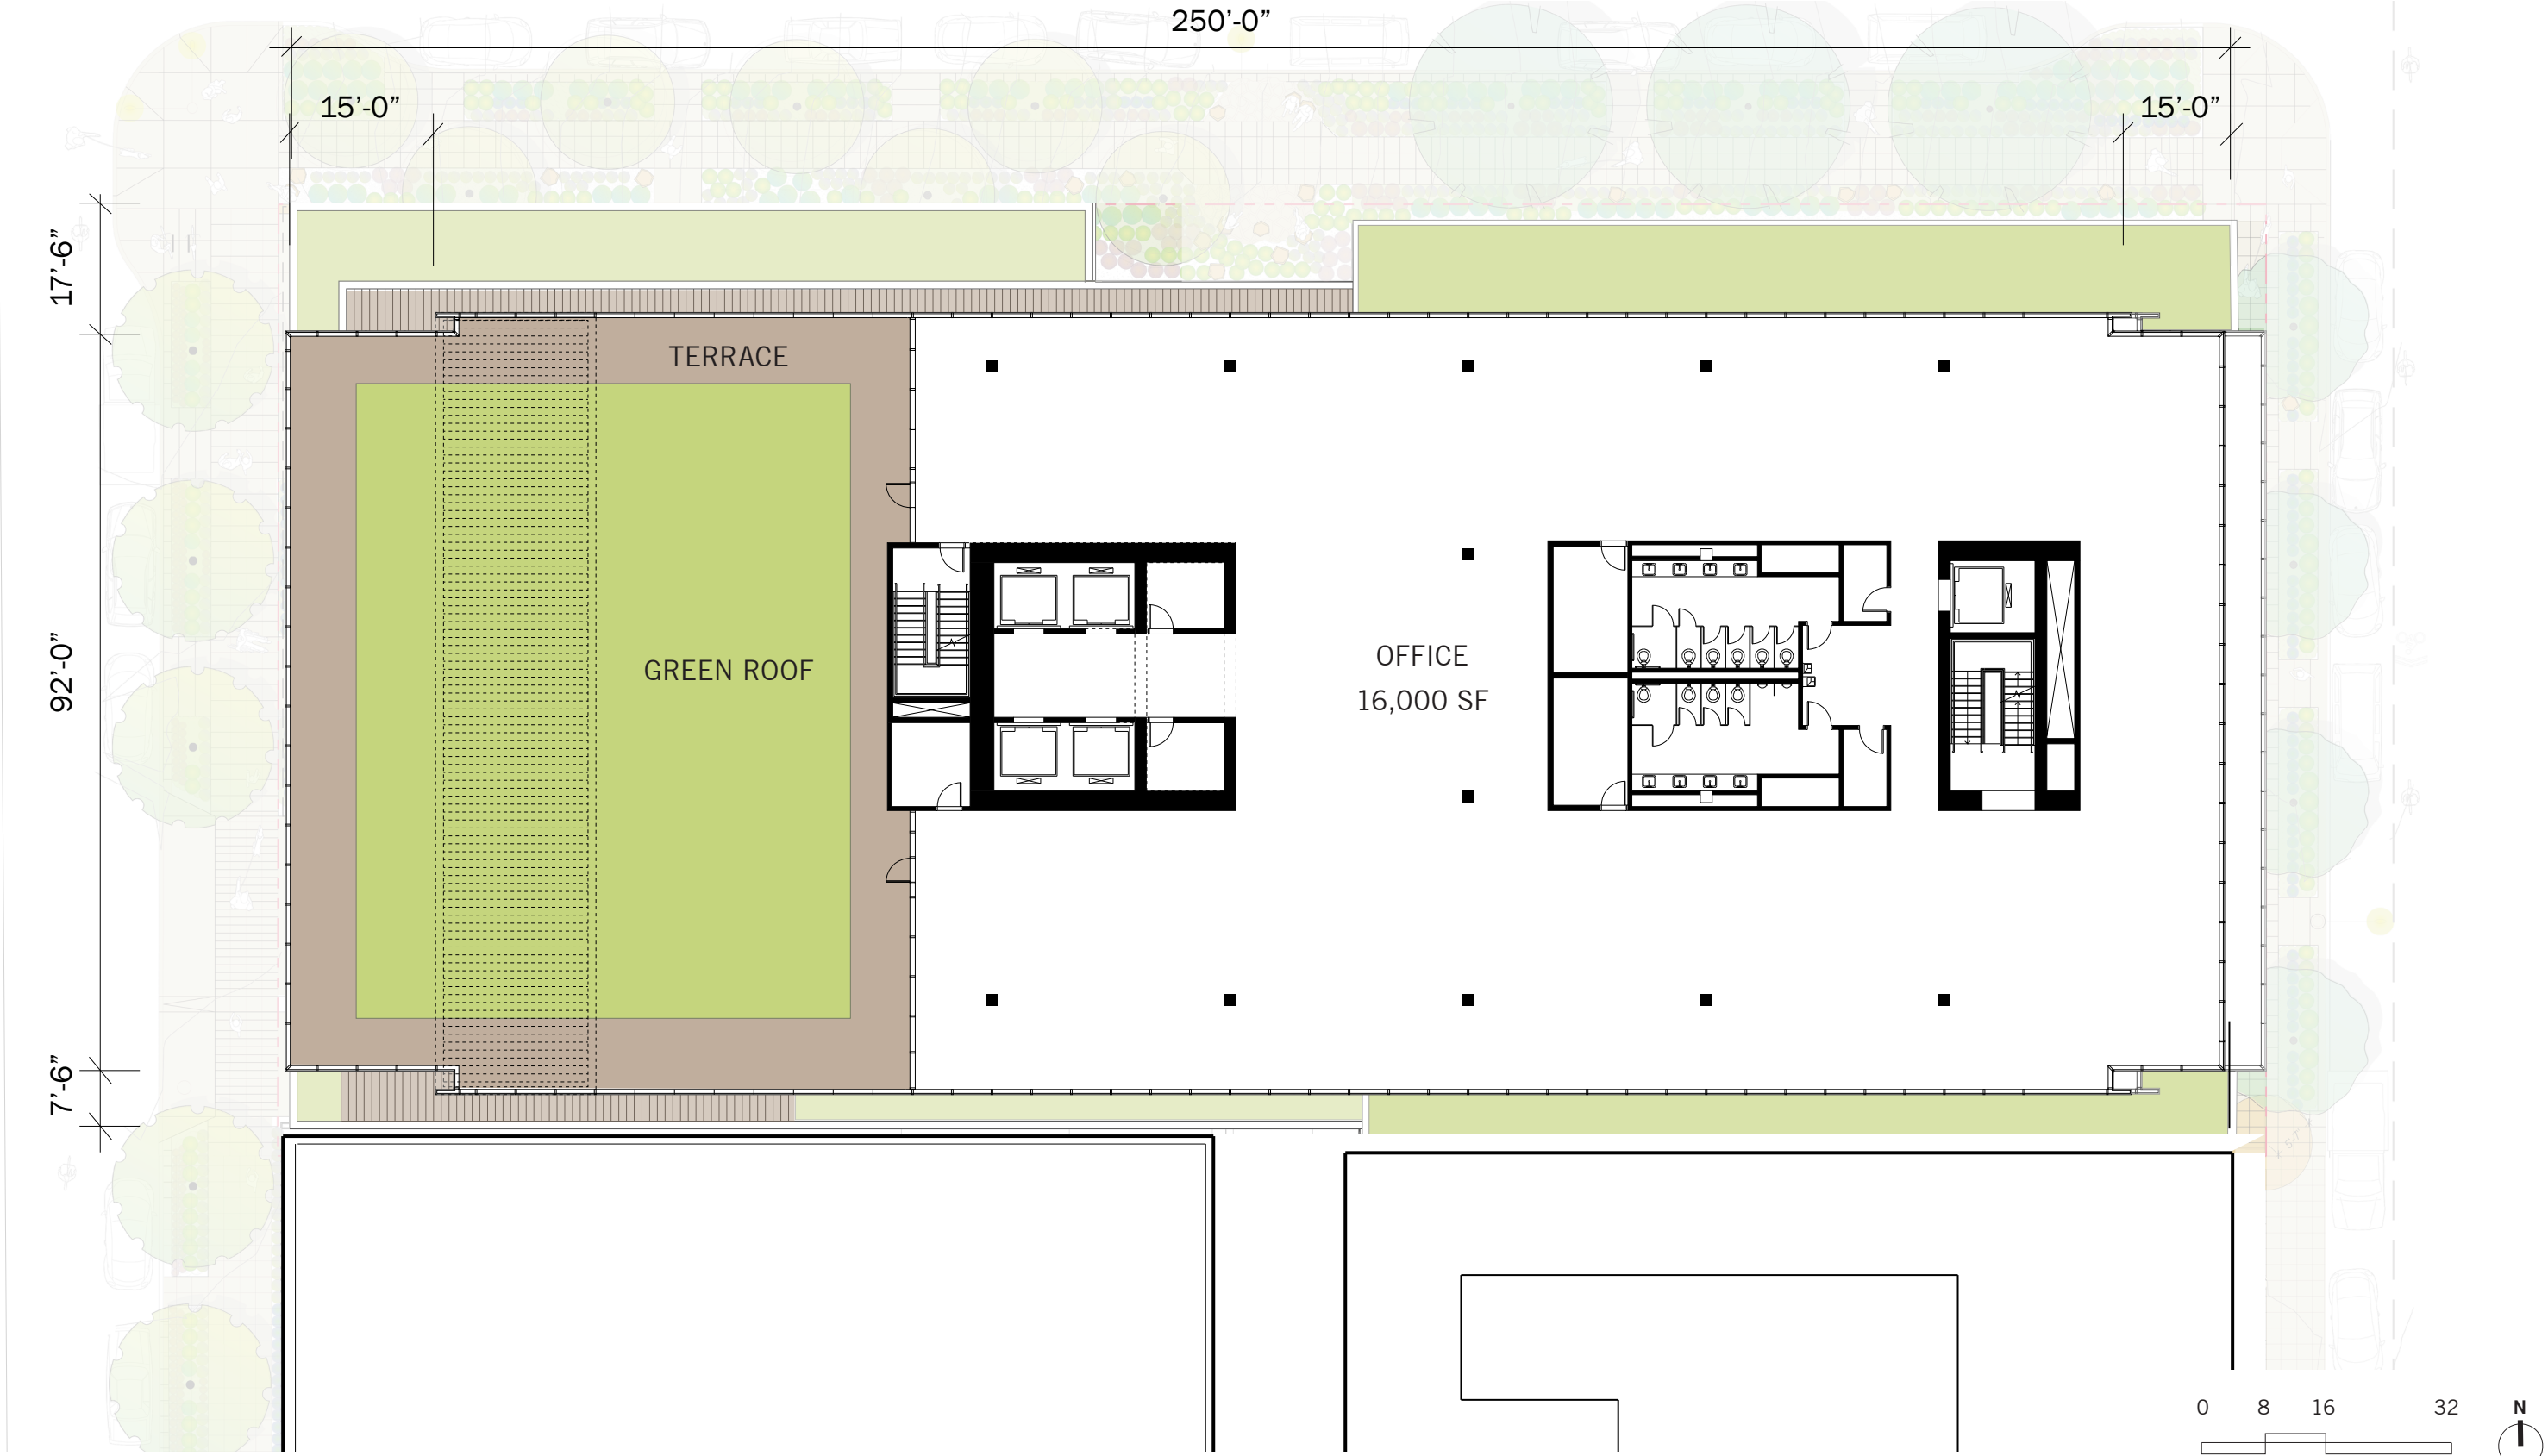 250’-0”
15’-0”
15’-0”
17’-6”
TERRACE
92’-0”
GREEN ROOF
OFFICE
16,000 SF
7’-6”
0 8 16 32
N